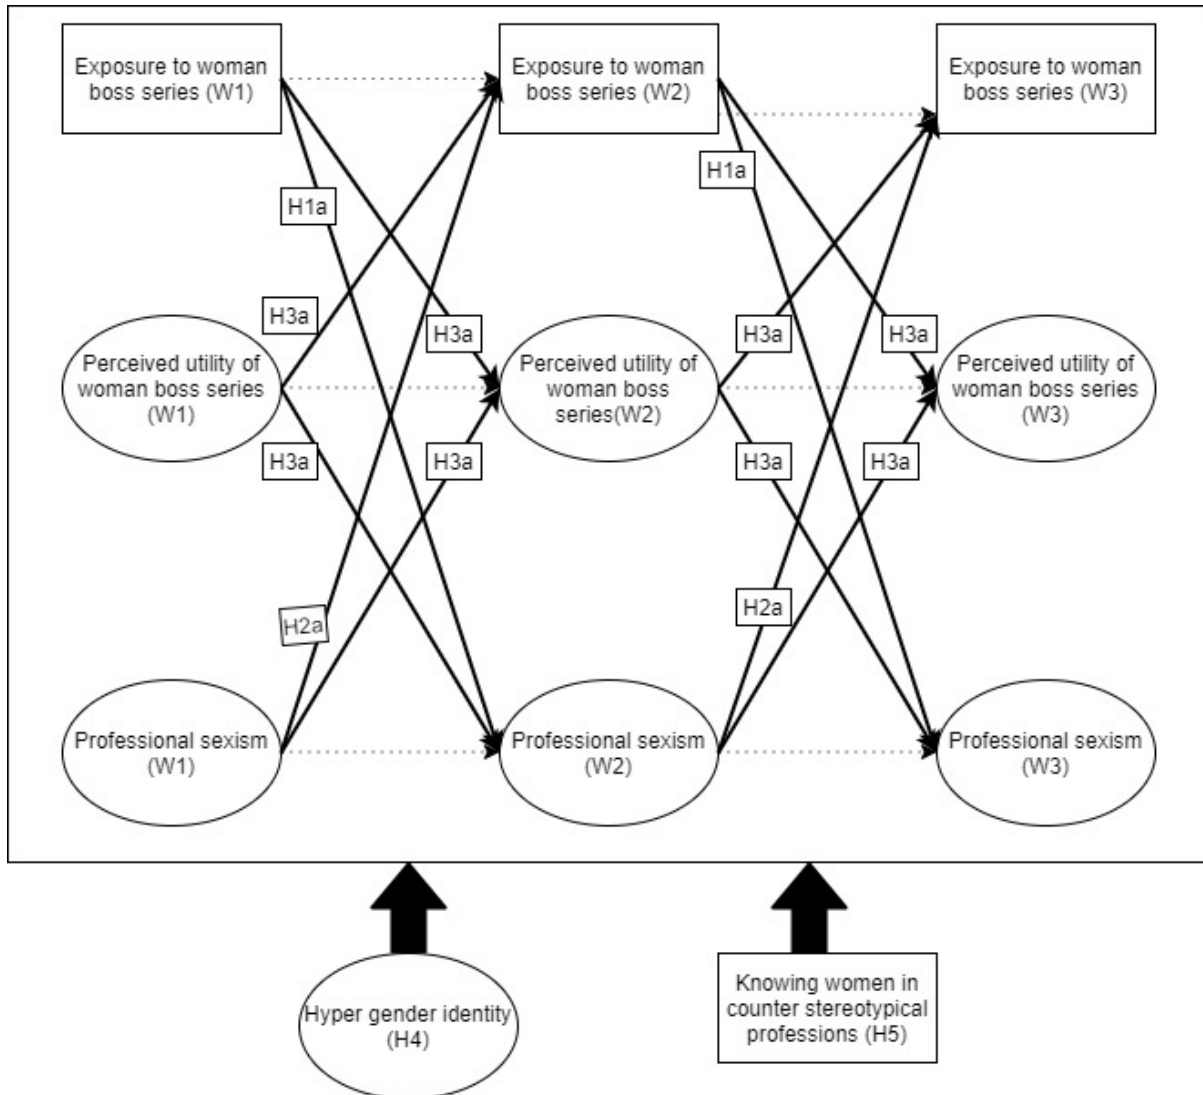 Exposure to woman
boss series (W1)
Exposure to woman
boss series (W2)
Exposure to woman
boss series (W3)
H1a
H1a
H3a
H3a
H3a
H3a
Perceived utility of
woman boss series
(W1)
Perceived utility of
woman boss
series(W2)
Perceived utility of
woman boss series
(W3)
H3a
H3a
H3a
H3a
H2a
H2a
Professional sexism
(W1)
Professional sexism
(W2)
Professional sexism
(W3)
Hyper gender identity
(H4)
Knowing women in
counter stereotypical
professions (H5)